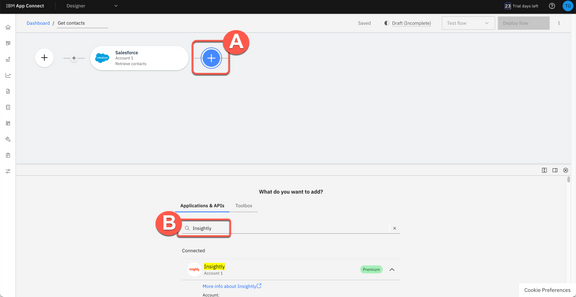 IBM App Connect
Designer
23 Trial days left
Dashboard / Get contacts
Saved
Draft (Incomplete)
Test flow
Deploy flow
Salesforce
Account 1
Retrieve contacts
A
What do you want to add?
Applications & APIs
Toolbox
B
Insightly
Connected
Insightly
Account 1
Premium
More info about Insightly
Account:
Cookie Preferences